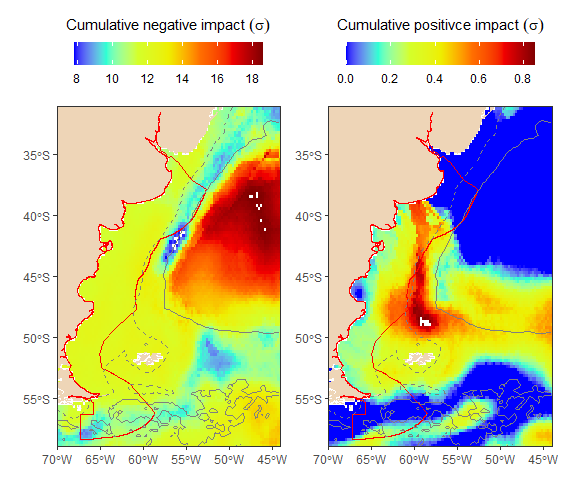 Cumulative negative impact (σ)
8 10 12 14 16 18
Cumulative positivce impact (σ)
0.0 0.2 0.4 0.6 0.8
35°S
40°S
45°S
50°S
55°S
70°W 65°W 60°W 55°W 50°W 45°W
35°S
40°S
45°S
50°S
55°S
70°W 65°W 60°W 55°W 50°W 45°W